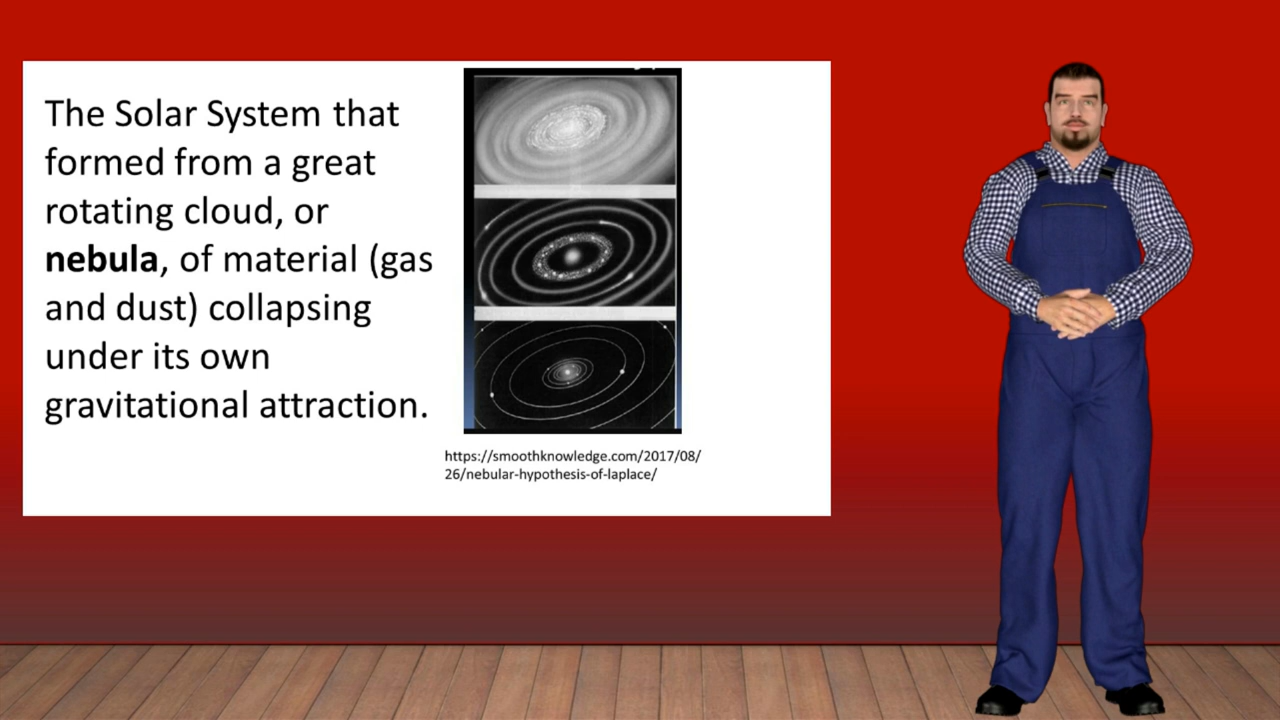 The Solar System that
formed from a great
rotating cloud, or
nebula, of material (gas
and dust) collapsing
under its own
gravitational attraction.
https://smoothknowledge.com/2017/08/
26/nebular-hypothesis-of-laplace/